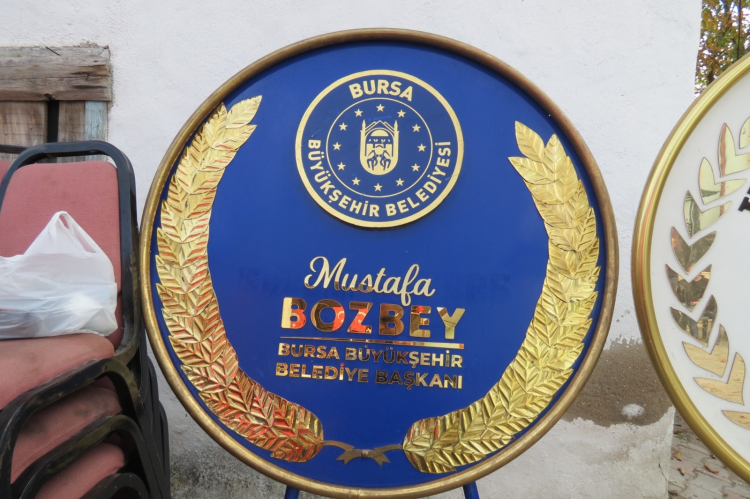 BURSA
BÜYÜKŞEHİR BELEDİYESİ
Mustafa
BOZBEY
BURSA BÜYÜKŞEHİR
BELEDİYE BAŞKANI